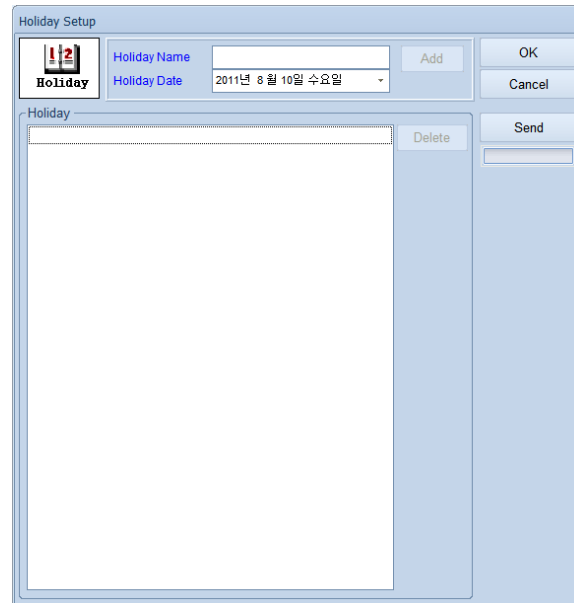 Holiday Setup
12
Holiday
Holiday Name
Add
OK
Holiday Date
2011년 8월 10일 수요일
Cancel
Holiday
Delete
Send